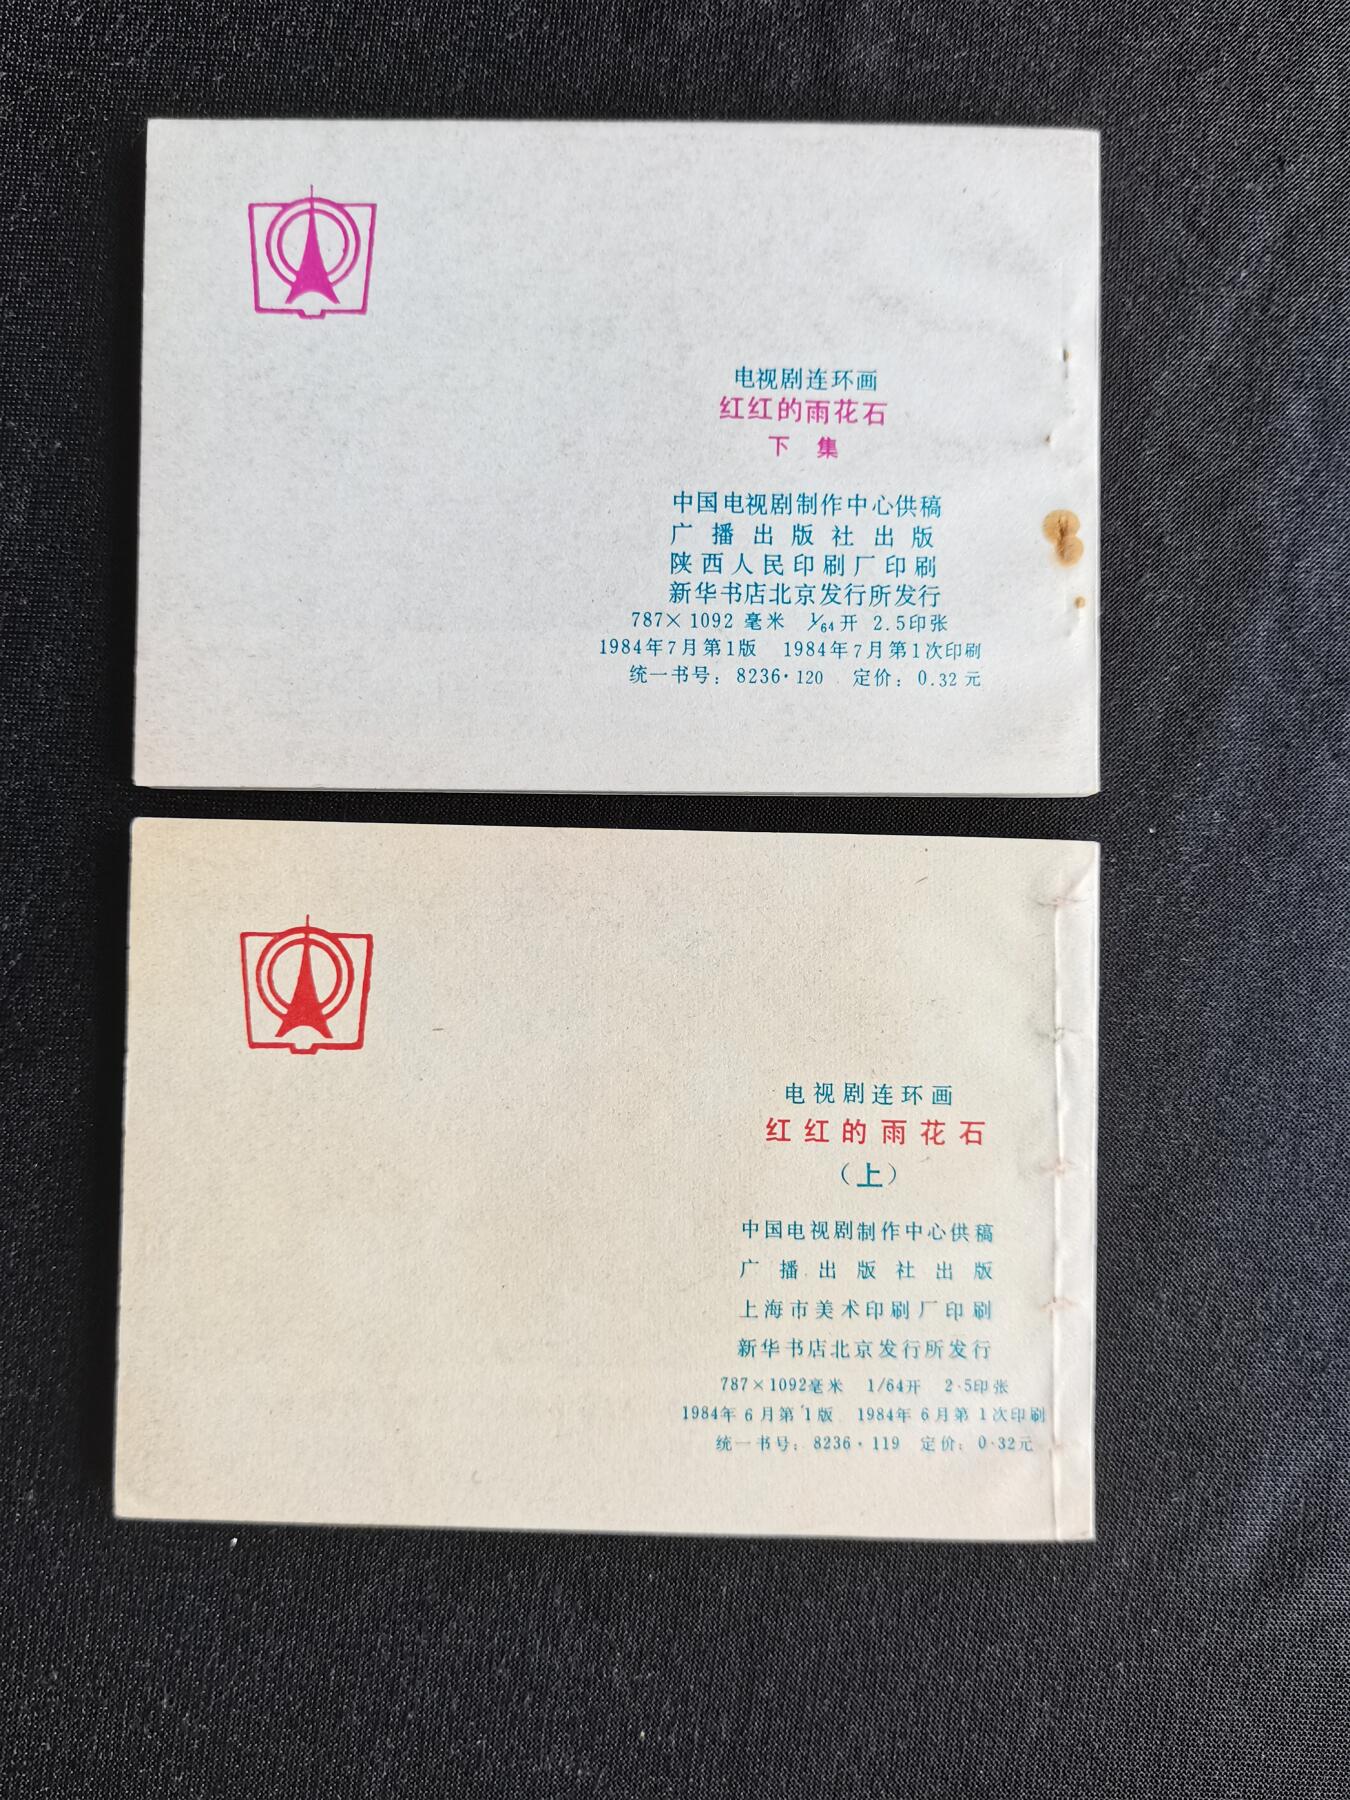 电视剧连环画
红红的雨花石
下 集
中国电视剧制作中心供稿
广播出版社出版
陕西人民印刷厂印刷
新华书店北京发行所发行
787×1092 毫米 1/64开 2.5印张
1984年7月第1版 1984年7月第1次印刷
统一书号：8236·120 定价：0.32 元
电视剧连环画
红红的雨花石
（上）
中国电视剧制作中心供稿
广播出版社出版
上海市美术印刷厂印刷
新华书店北京发行所发行
787×1092毫米 1/64开 2·5印张
1984年6月第1版 1984年6月第1次印刷
统一书号：8236·119 定价：0·32元